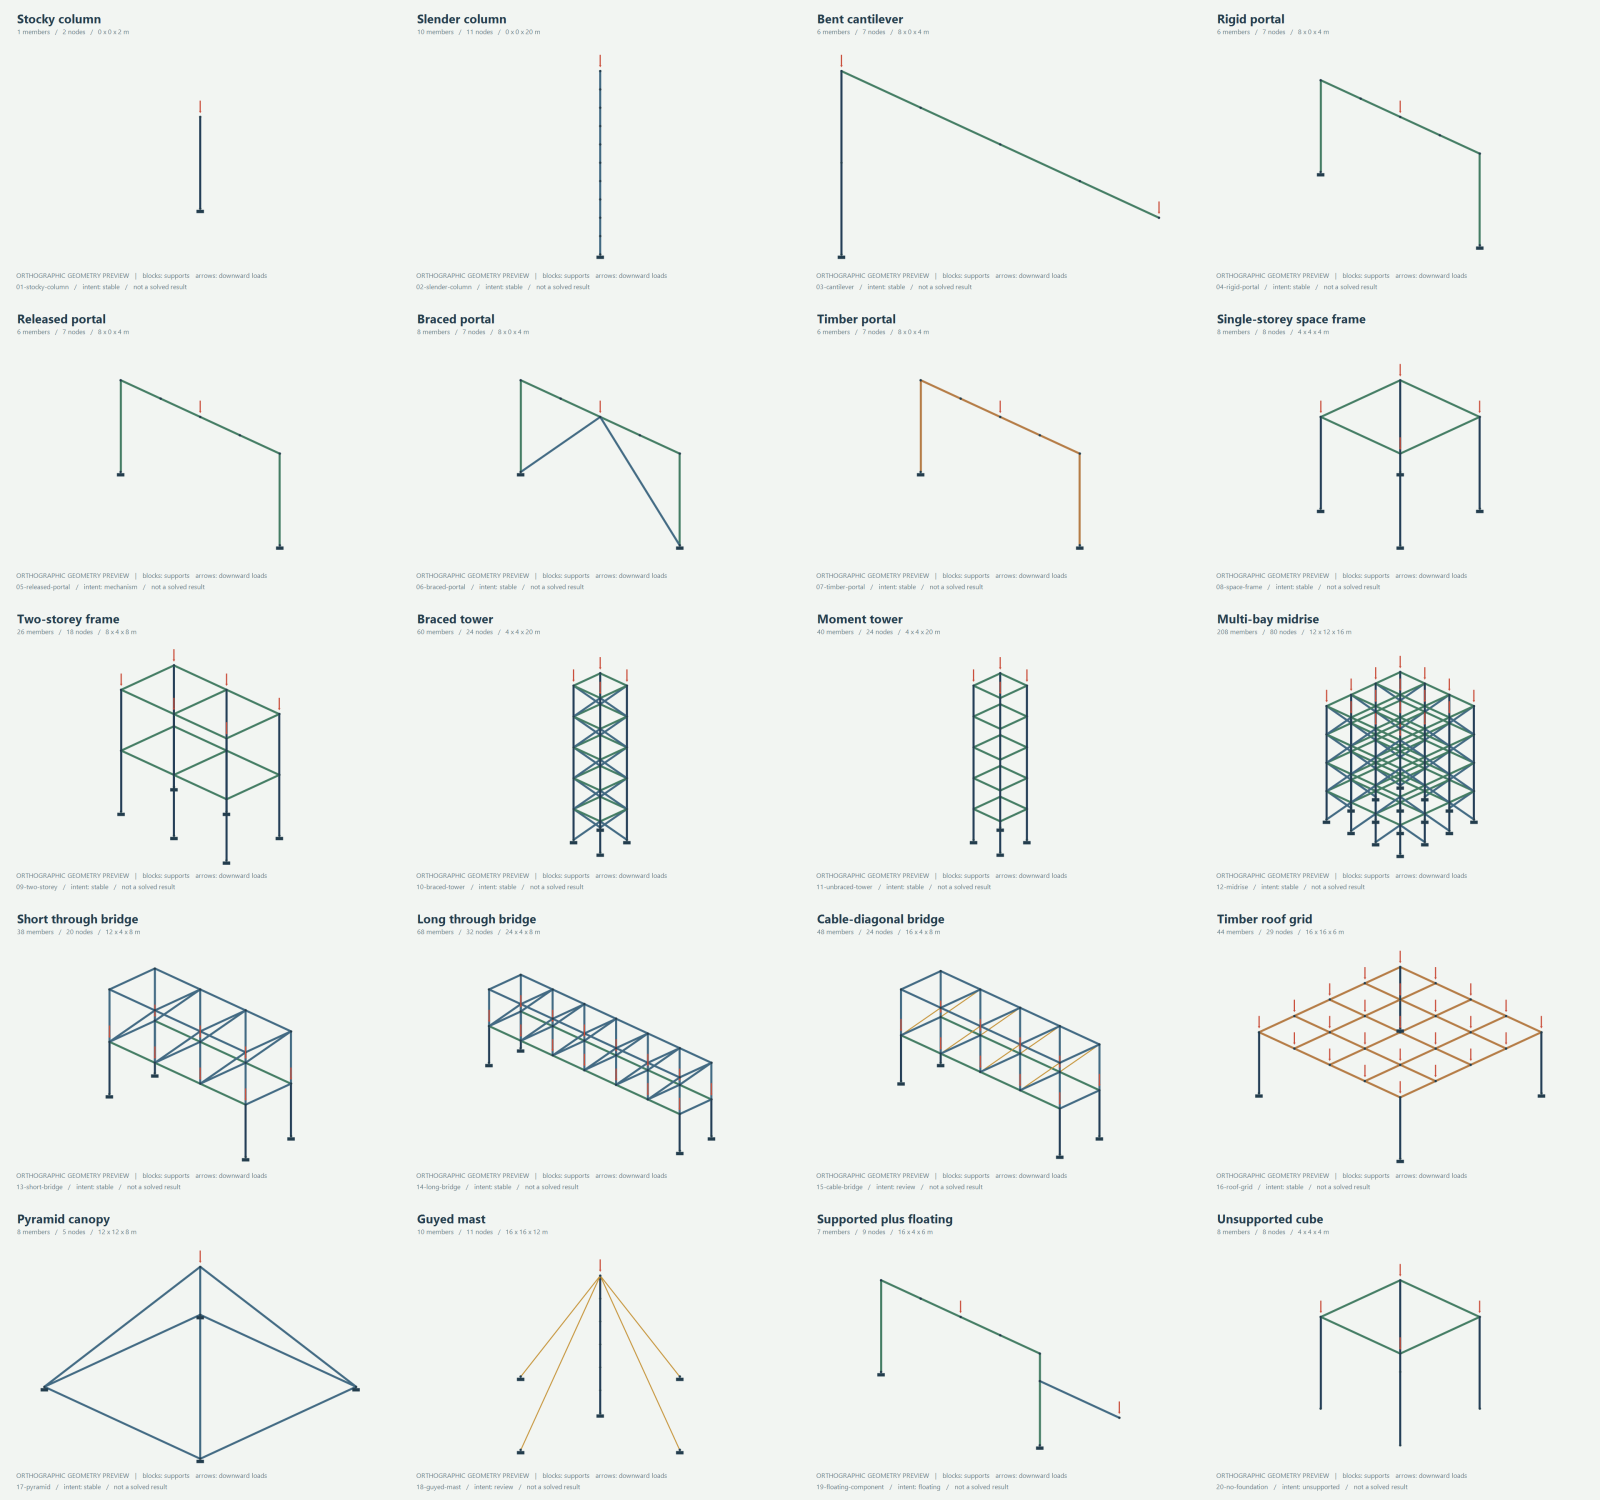 Stocky column
1 members / 2 nodes / 0 x 0 x 2 m
ORTHOGRAPHIC GEOMETRY PREVIEW | blocks: supports arrows: downward loads
01-stocky-column / intent: stable / not a solved result
Slender column
10 members / 11 nodes / 0 x 0 x 20 m
ORTHOGRAPHIC GEOMETRY PREVIEW | blocks: supports arrows: downward loads
02-slender-column / intent: stable / not a solved result
Bent cantilever
6 members / 7 nodes / 8 x 0 x 4 m
ORTHOGRAPHIC GEOMETRY PREVIEW | blocks: supports arrows: downward loads
03-cantilever / intent: stable / not a solved result
Rigid portal
6 members / 7 nodes / 8 x 0 x 4 m
ORTHOGRAPHIC GEOMETRY PREVIEW | blocks: supports arrows: downward loads
04-rigid-portal / intent: stable / not a solved result
Released portal
6 members / 7 nodes / 8 x 0 x 4 m
ORTHOGRAPHIC GEOMETRY PREVIEW | blocks: supports arrows: downward loads
05-released-portal / intent: mechanism / not a solved result
Braced portal
8 members / 7 nodes / 8 x 0 x 4 m
ORTHOGRAPHIC GEOMETRY PREVIEW | blocks: supports arrows: downward loads
06-braced-portal / intent: stable / not a solved result
Timber portal
6 members / 7 nodes / 8 x 0 x 4 m
ORTHOGRAPHIC GEOMETRY PREVIEW | blocks: supports arrows: downward loads
07-timber-portal / intent: stable / not a solved result
Single-storey space frame
8 members / 8 nodes / 4 x 4 x 4 m
ORTHOGRAPHIC GEOMETRY PREVIEW | blocks: supports arrows: downward loads
08-space-frame / intent: stable / not a solved result
Two-storey frame
26 members / 18 nodes / 8 x 4 x 8 m
ORTHOGRAPHIC GEOMETRY PREVIEW | blocks: supports arrows: downward loads
09-two-storey / intent: stable / not a solved result
Braced tower
60 members / 24 nodes / 4 x 4 x 20 m
ORTHOGRAPHIC GEOMETRY PREVIEW | blocks: supports arrows: downward loads
10-braced-tower / intent: stable / not a solved result
Moment tower
40 members / 24 nodes / 4 x 4 x 20 m
ORTHOGRAPHIC GEOMETRY PREVIEW | blocks: supports arrows: downward loads
11-unbraced-tower / intent: stable / not a solved result
Multi-bay midrise
208 members / 80 nodes / 12 x 12 x 16 m
ORTHOGRAPHIC GEOMETRY PREVIEW | blocks: supports arrows: downward loads
12-midrise / intent: stable / not a solved result
Short through bridge
38 members / 20 nodes / 12 x 4 x 8 m
ORTHOGRAPHIC GEOMETRY PREVIEW | blocks: supports arrows: downward loads
13-short-bridge / intent: stable / not a solved result
Long through bridge
68 members / 32 nodes / 24 x 4 x 8 m
ORTHOGRAPHIC GEOMETRY PREVIEW | blocks: supports arrows: downward loads
14-long-bridge / intent: stable / not a solved result
Cable-diagonal bridge
48 members / 24 nodes / 16 x 4 x 8 m
ORTHOGRAPHIC GEOMETRY PREVIEW | blocks: supports arrows: downward loads
15-cable-bridge / intent: review / not a solved result
Timber roof grid
44 members / 29 nodes / 16 x 16 x 6 m
ORTHOGRAPHIC GEOMETRY PREVIEW | blocks: supports arrows: downward loads
16-roof-grid / intent: stable / not a solved result
Pyramid canopy
8 members / 5 nodes / 12 x 12 x 8 m
ORTHOGRAPHIC GEOMETRY PREVIEW | blocks: supports arrows: downward loads
17-pyramid / intent: stable / not a solved result
Guyed mast
10 members / 11 nodes / 16 x 16 x 12 m
ORTHOGRAPHIC GEOMETRY PREVIEW | blocks: supports arrows: downward loads
18-guyed-mast / intent: review / not a solved result
Supported plus floating
7 members / 9 nodes / 16 x 4 x 6 m
ORTHOGRAPHIC GEOMETRY PREVIEW | blocks: supports arrows: downward loads
19-floating-component / intent: floating / not a solved result
Unsupported cube
8 members / 8 nodes / 4 x 4 x 4 m
ORTHOGRAPHIC GEOMETRY PREVIEW | blocks: supports arrows: downward loads
20-no-foundation / intent: unsupported / not a solved result